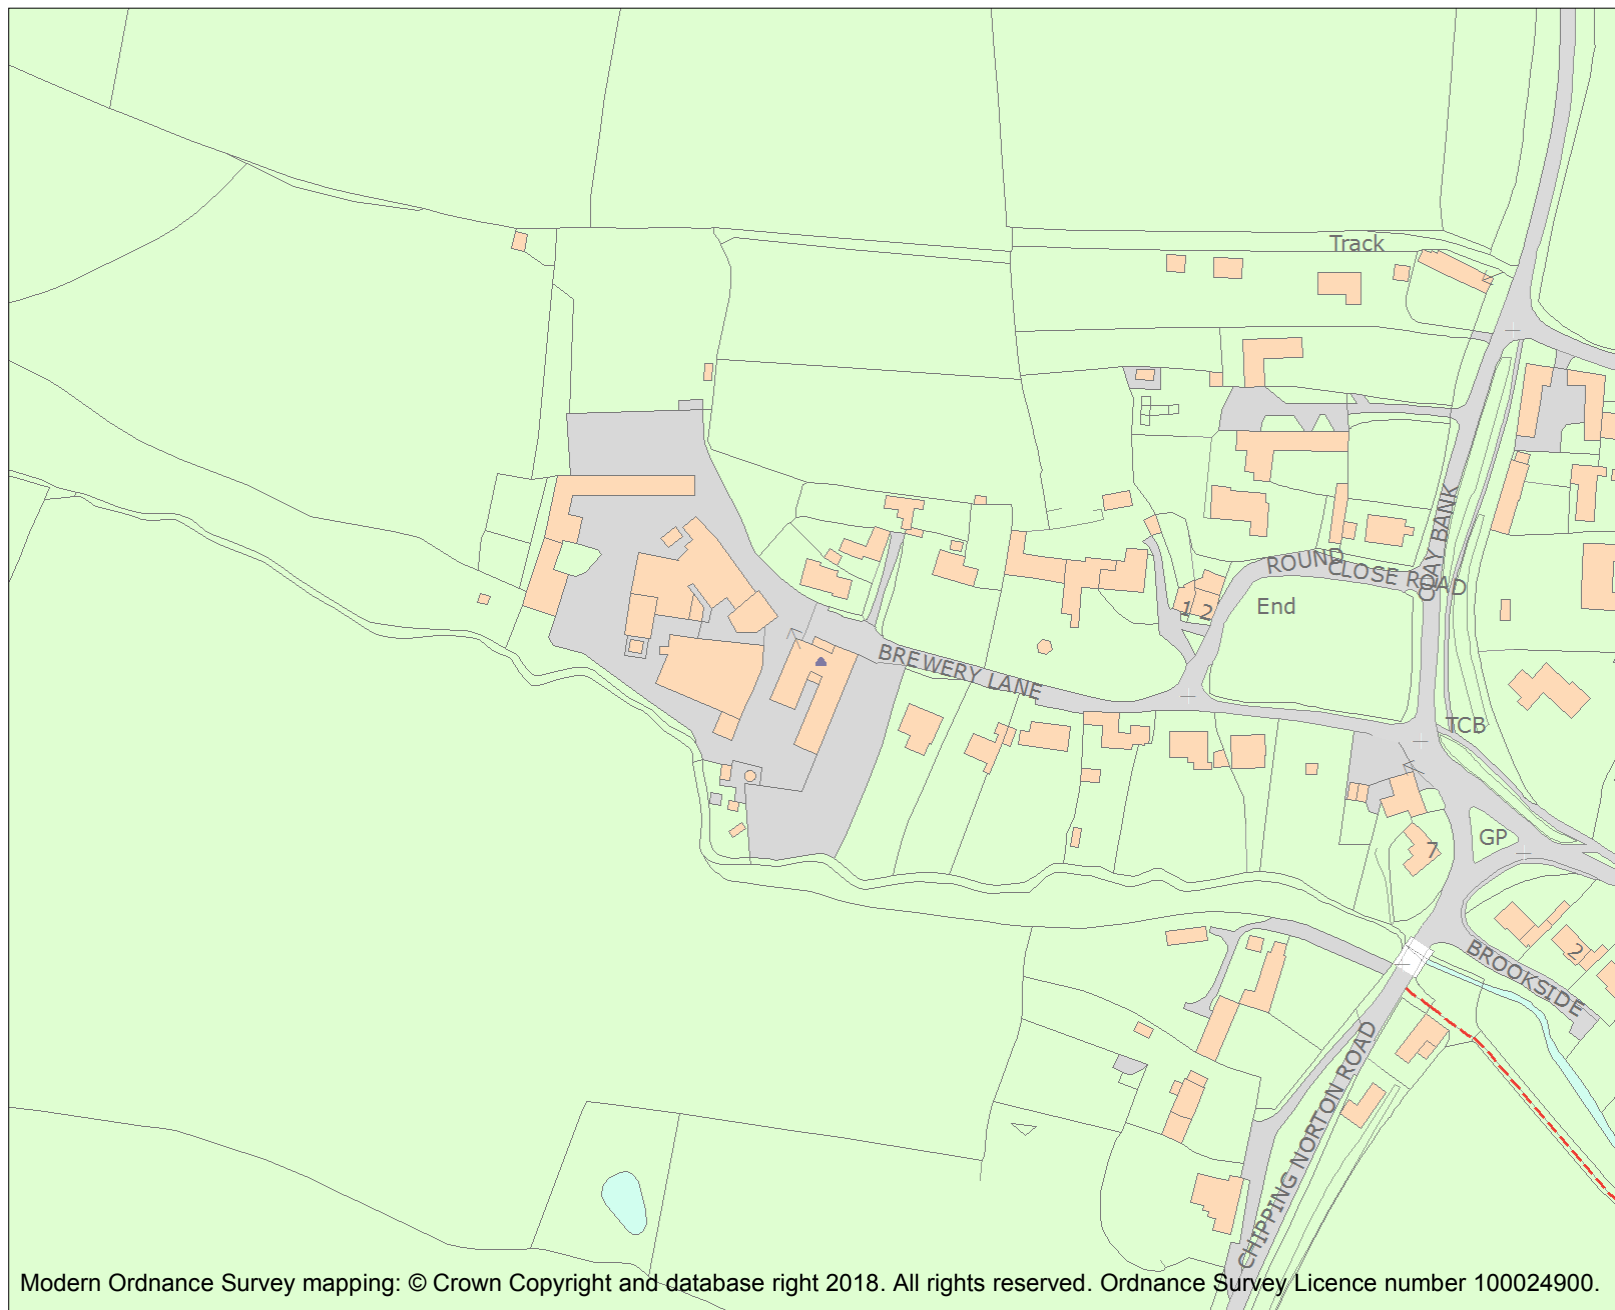 Track
QUAY BANK
ROUND
CLOSE ROAD
1 2
End
BREWERY LANE
TCB
GP
7
BROOKSIDE
2
CHIPPING NORTON ROAD
Modern Ordnance Survey mapping: © Crown Copyright and database right 2018. All rights reserved. Ordnance Survey Licence number 100024900.